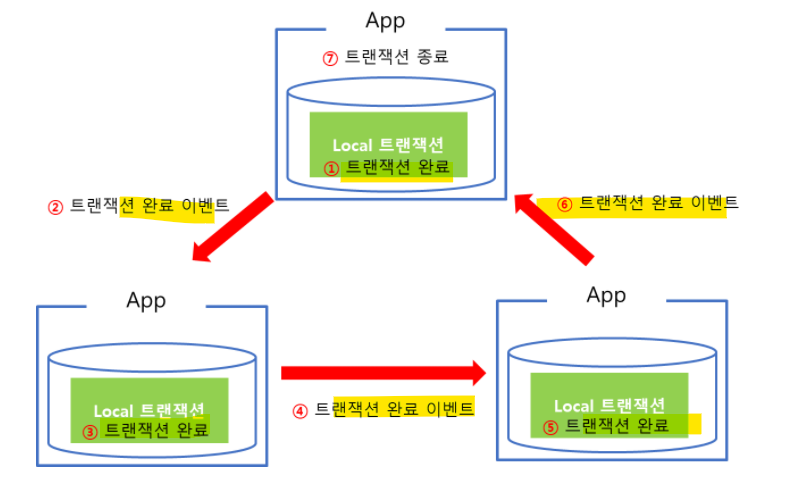 App
⑦ 트랜잭션 종료
Local 트랜잭션
① 트랜잭션 완료
② 트랜잭션 완료 이벤트
⑥ 트랜잭션 완료 이벤트
App
App
Local 트랜잭션
③ 트랜잭션 완료
④ 트랜잭션 완료 이벤트
Local 트랜잭션
⑤ 트랜잭션 완료